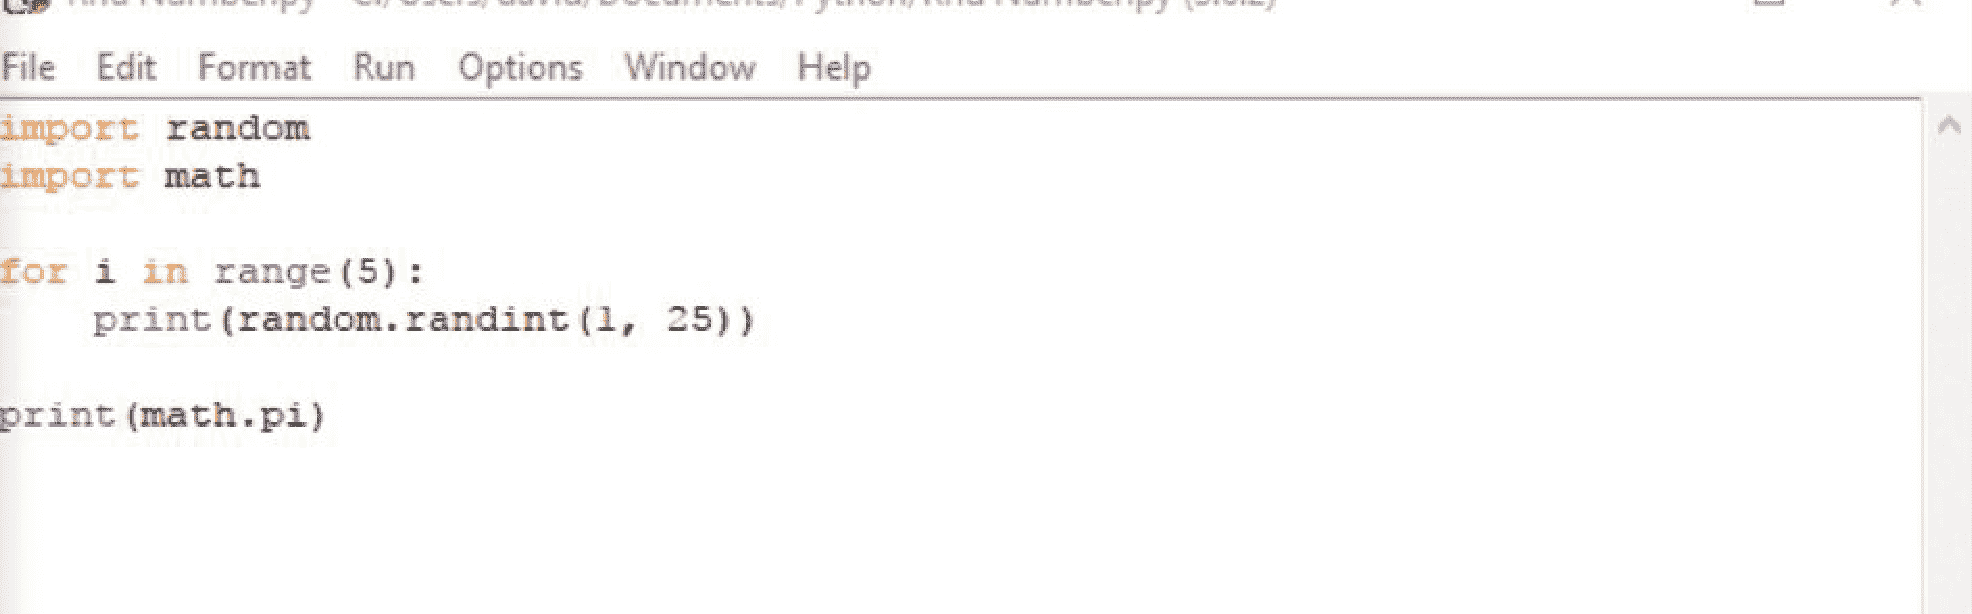 File Edit Format Run Options Window Help
import random
import math
for i in range(5):
    print(random.randint(1, 25))
print(math.pi)